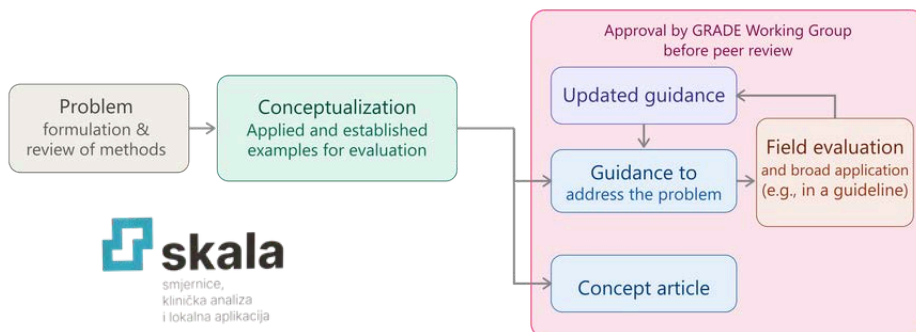 Approval by GRADE Working Group
before peer review
Problem
formulation &
review of methods
Conceptualization
Applied and established
examples for evaluation
Updated guidance
Guidance to
address the problem
Field evaluation
and broad application
(e.g., in a guideline)
Concept article
skala
smjernice,
klinička analiza
i lokalna aplikacija